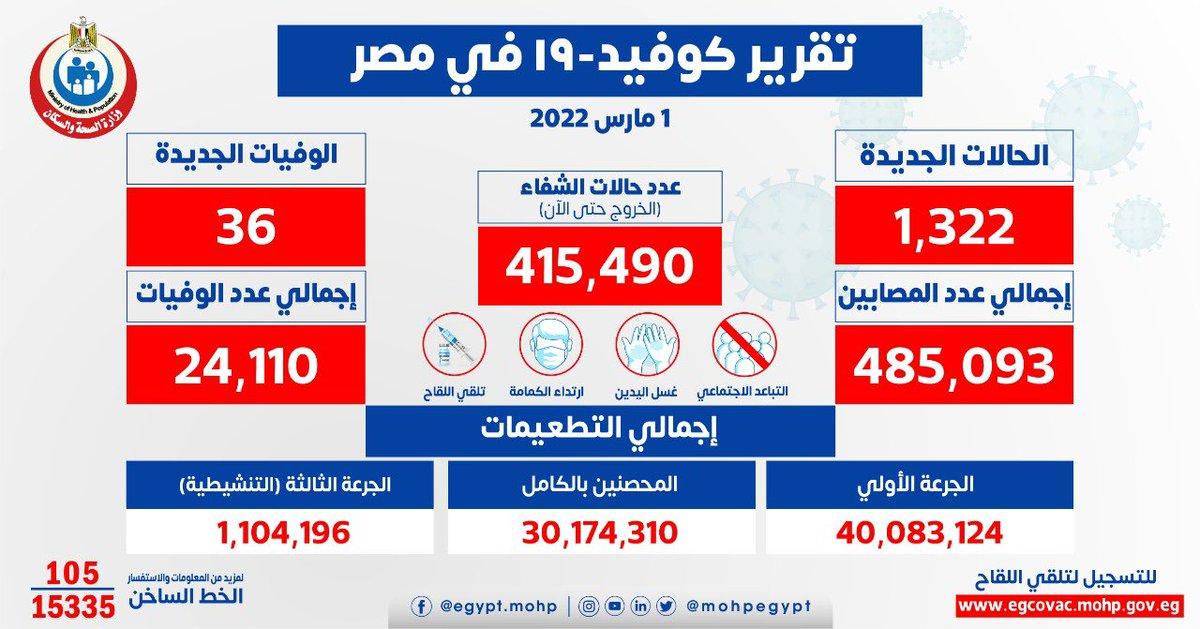 تقرير كوفيد-١٩ في مصر
1 مارس 2022
Ministry of Health & Population
وزارة الصحة والسكان
الحالات الجديدة
1,322
إجمالي عدد المصابين
485,093
عدد حالات الشفاء
(الخروج حتى الآن)
415,490
الوفيات الجديدة
36
إجمالي عدد الوفيات
24,110
التباعد الاجتماعي
غسل اليدين
ارتداء الكمامة
تلقي اللقاح
إجمالي التطعيمات
الجرعة الأولي
40,083,124
المحصنين بالكامل
30,174,310
الجرعة الثالثة (التنشيطية)
1,104,196
للتسجيل لتلقي اللقاح
www.egcovac.mohp.gov.eg
@egypt.mohp
@mohpegypt
لمزيد من المعلومات والاستفسار
الخط الساخن
105
15335